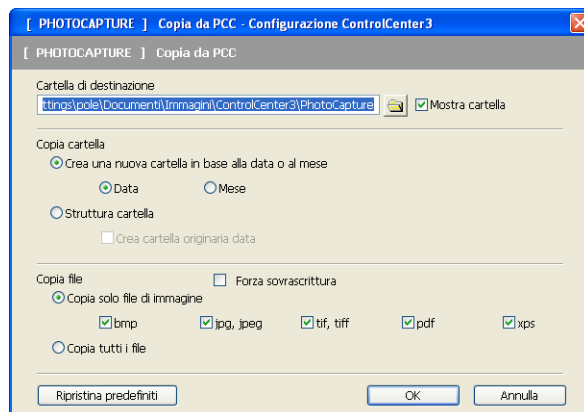 [ PHOTOCAPTURE ] Copia da PCC - Configurazione ControlCenter3
[ PHOTOCAPTURE ] Copia da PCC
Cartella di destinazione
ttings\pole\Documenti\Immagini\ControlCenter3\PhotoCapture Mostra cartella
Copia cartella
Crea una nuova cartella in base alla data o al mese
Data Mese
Struttura cartella
Crea cartella originaria data
Copia file Forza sovrascrittura
Copia solo file di immagine
bmp jpg, jpeg tif, tiff pdf xps
Copia tutti i file
Ripristina predefiniti OK Annulla